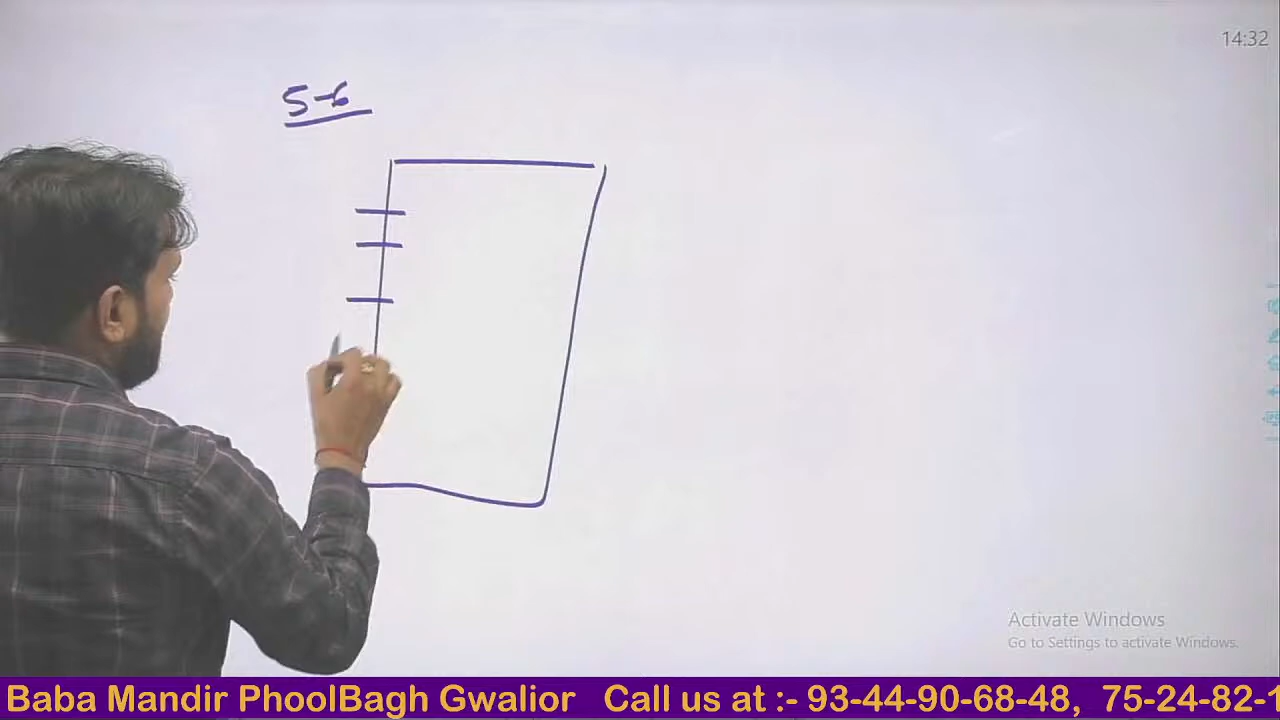 14:32
5-6
Activate Windows
Go to Settings to activate Windows.
Baba Mandir PhoolBagh Gwalior Call us at :- 93-44-90-68-48, 75-24-82-1